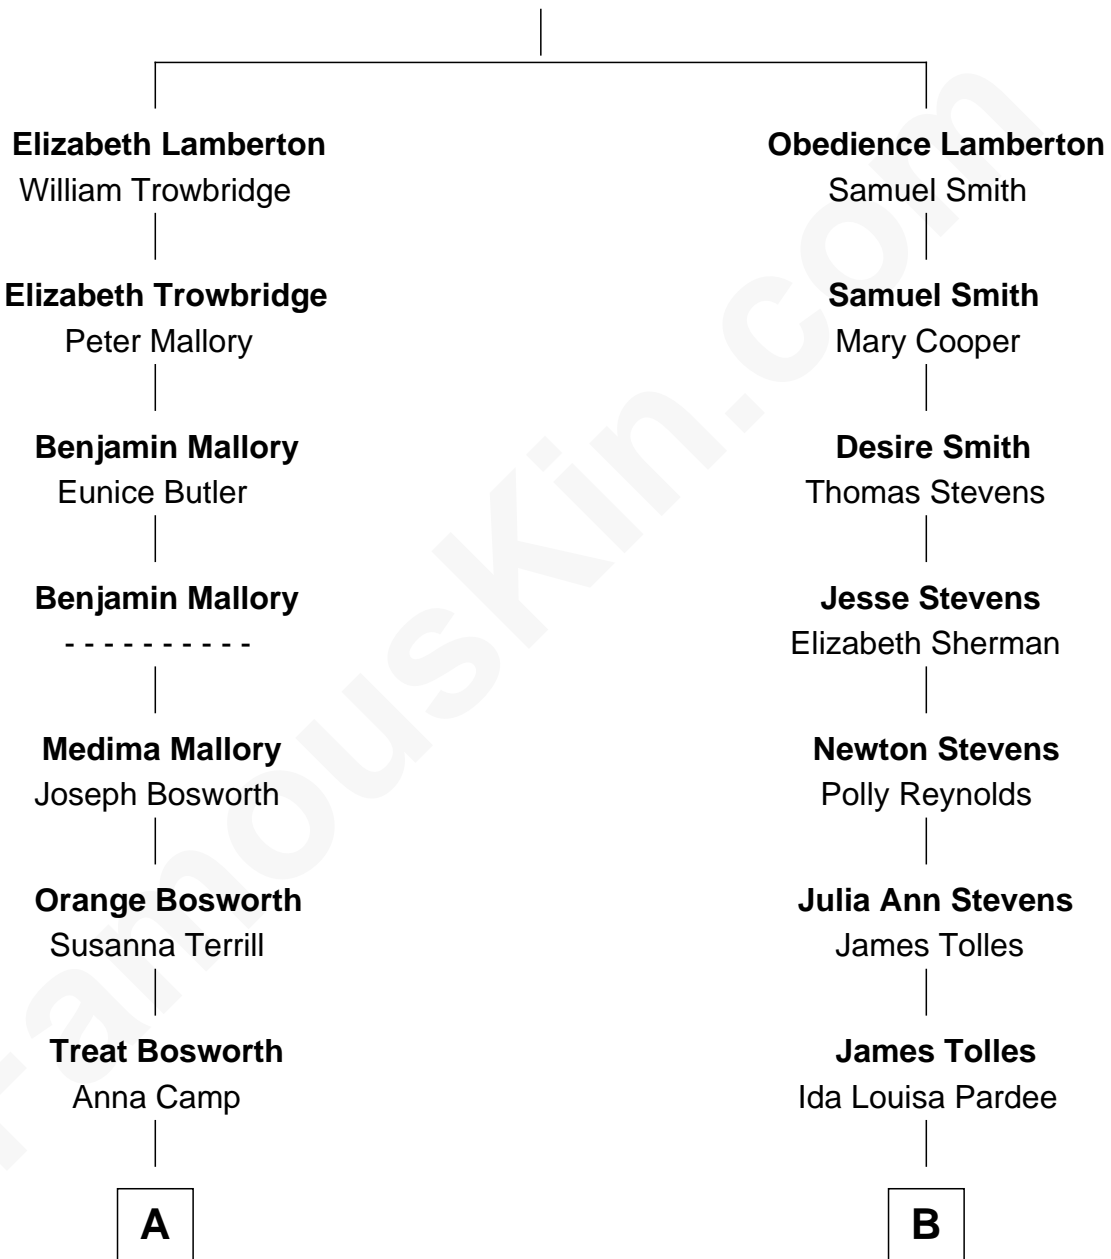 Elizabeth Lamberton
William Trowbridge
Obedience Lamberton
Samuel Smith
Elizabeth Trowbridge
Peter Mallory
Samuel Smith
Mary Cooper
Benjamin Mallory
Eunice Butler
Desire Smith
Thomas Stevens
Benjamin Mallory
- - - - - - - - - -
Jesse Stevens
Elizabeth Sherman
Medima Mallory
Joseph Bosworth
Newton Stevens
Polly Reynolds
Orange Bosworth
Susanna Terrill
Julia Ann Stevens
James Tolles
Treat Bosworth
Anna Camp
James Tolles
Ida Louisa Pardee
A
B
FamousKin.com